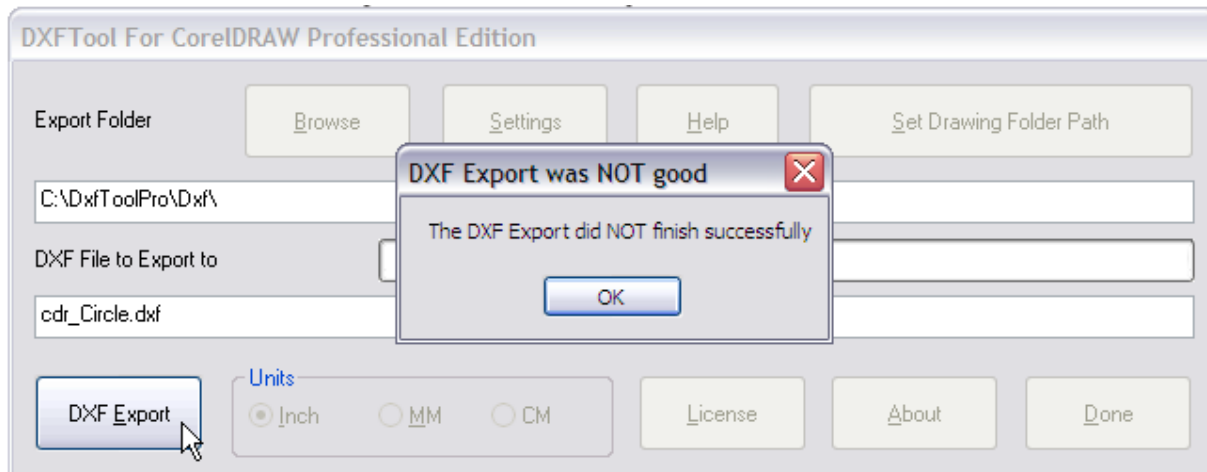 DXFTool For CorelDRAW Professional Edition
Export Folder
Browse
Settings
Help
Set Drawing Folder Path
DXF Export was NOT good
C:\DxfToolPro\Dxf\
The DXF Export did NOT finish successfully
DXF File to Export to
OK
cdr_Circle.dxf
Units
DXF Export
Inch
MM
CM
License
About
Done